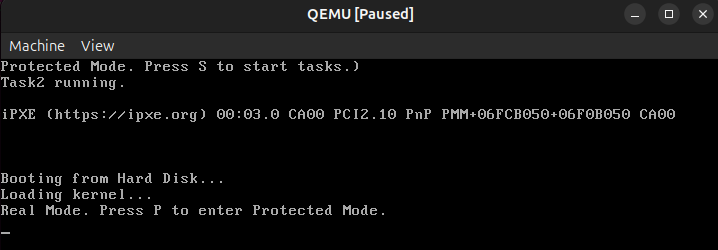 QEMU [Paused]
Machine View
Protected Mode. Press S to start tasks.)
Task2 running.
iPXE (https://ipxe.org) 00:03.0 CA00 PCI2.10 PnP PMM+06FCB050+06F0B050 CA00
Booting from Hard Disk...
Loading kernel...
Real Mode. Press P to enter Protected Mode.
_